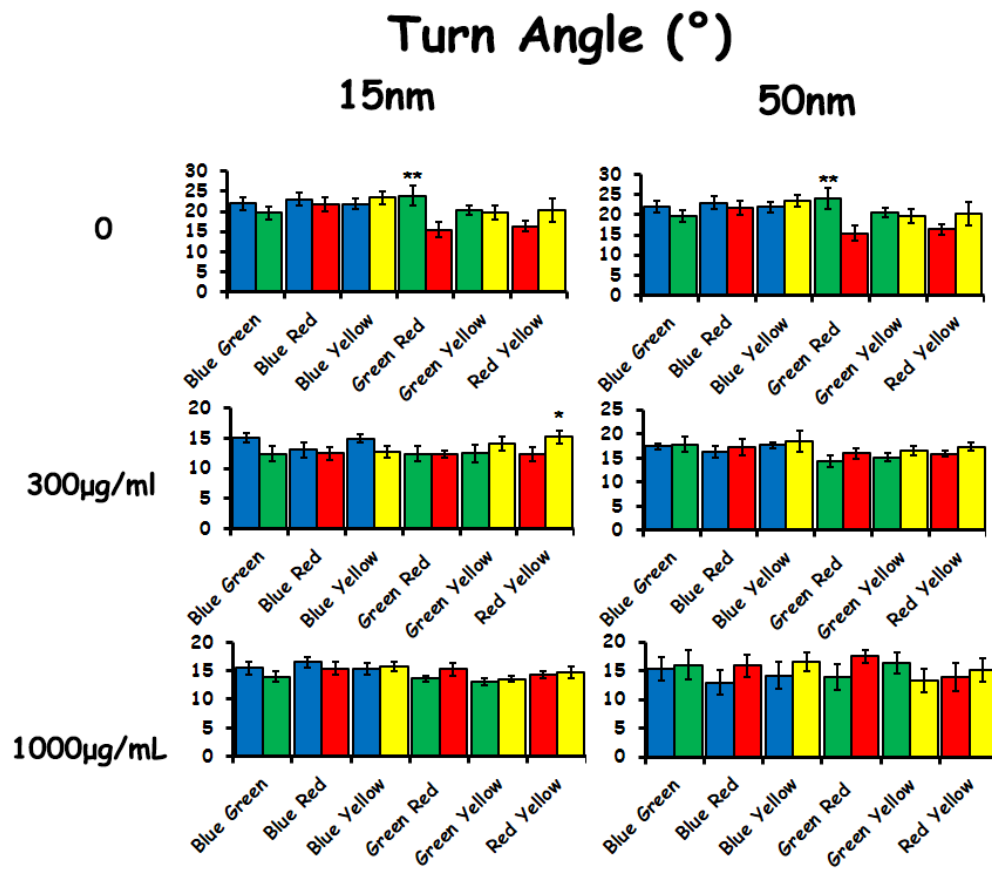 Turn Angle (°)
15nm
50nm
0
30
25
20
15
10
5
0
**
Blue Green
Blue Red
Blue Yellow
Green Red
Green Yellow
Red Yellow
30
25
20
15
10
5
0
**
Blue Green
Blue Red
Blue Yellow
Green Red
Green Yellow
Red Yellow
300µg/ml
20
15
10
5
0
*
Blue Green
Blue Red
Blue Yellow
Green Red
Green Yellow
Red Yellow
25
20
15
10
5
0
Blue Green
Blue Red
Blue Yellow
Green Red
Green Yellow
Red Yellow
1000µg/mL
20
15
10
5
0
Blue Green
Blue Red
Blue Yellow
Green Red
Green Yellow
Red Yellow
20
15
10
5
0
Blue Green
Blue Red
Blue Yellow
Green Red
Green Yellow
Red Yellow